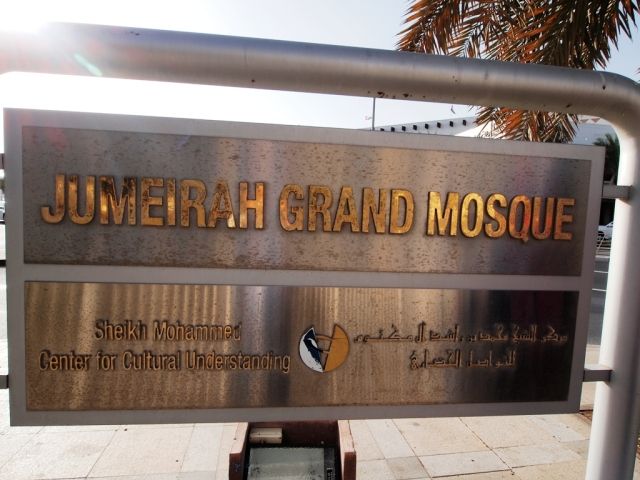 JUMEIRAH GRAND MOSQUE
Sheikh Mohammed
Center for Cultural Understanding
مركز الشيخ محمد بن راشد آل مكتوم
للتواصل الحضاري